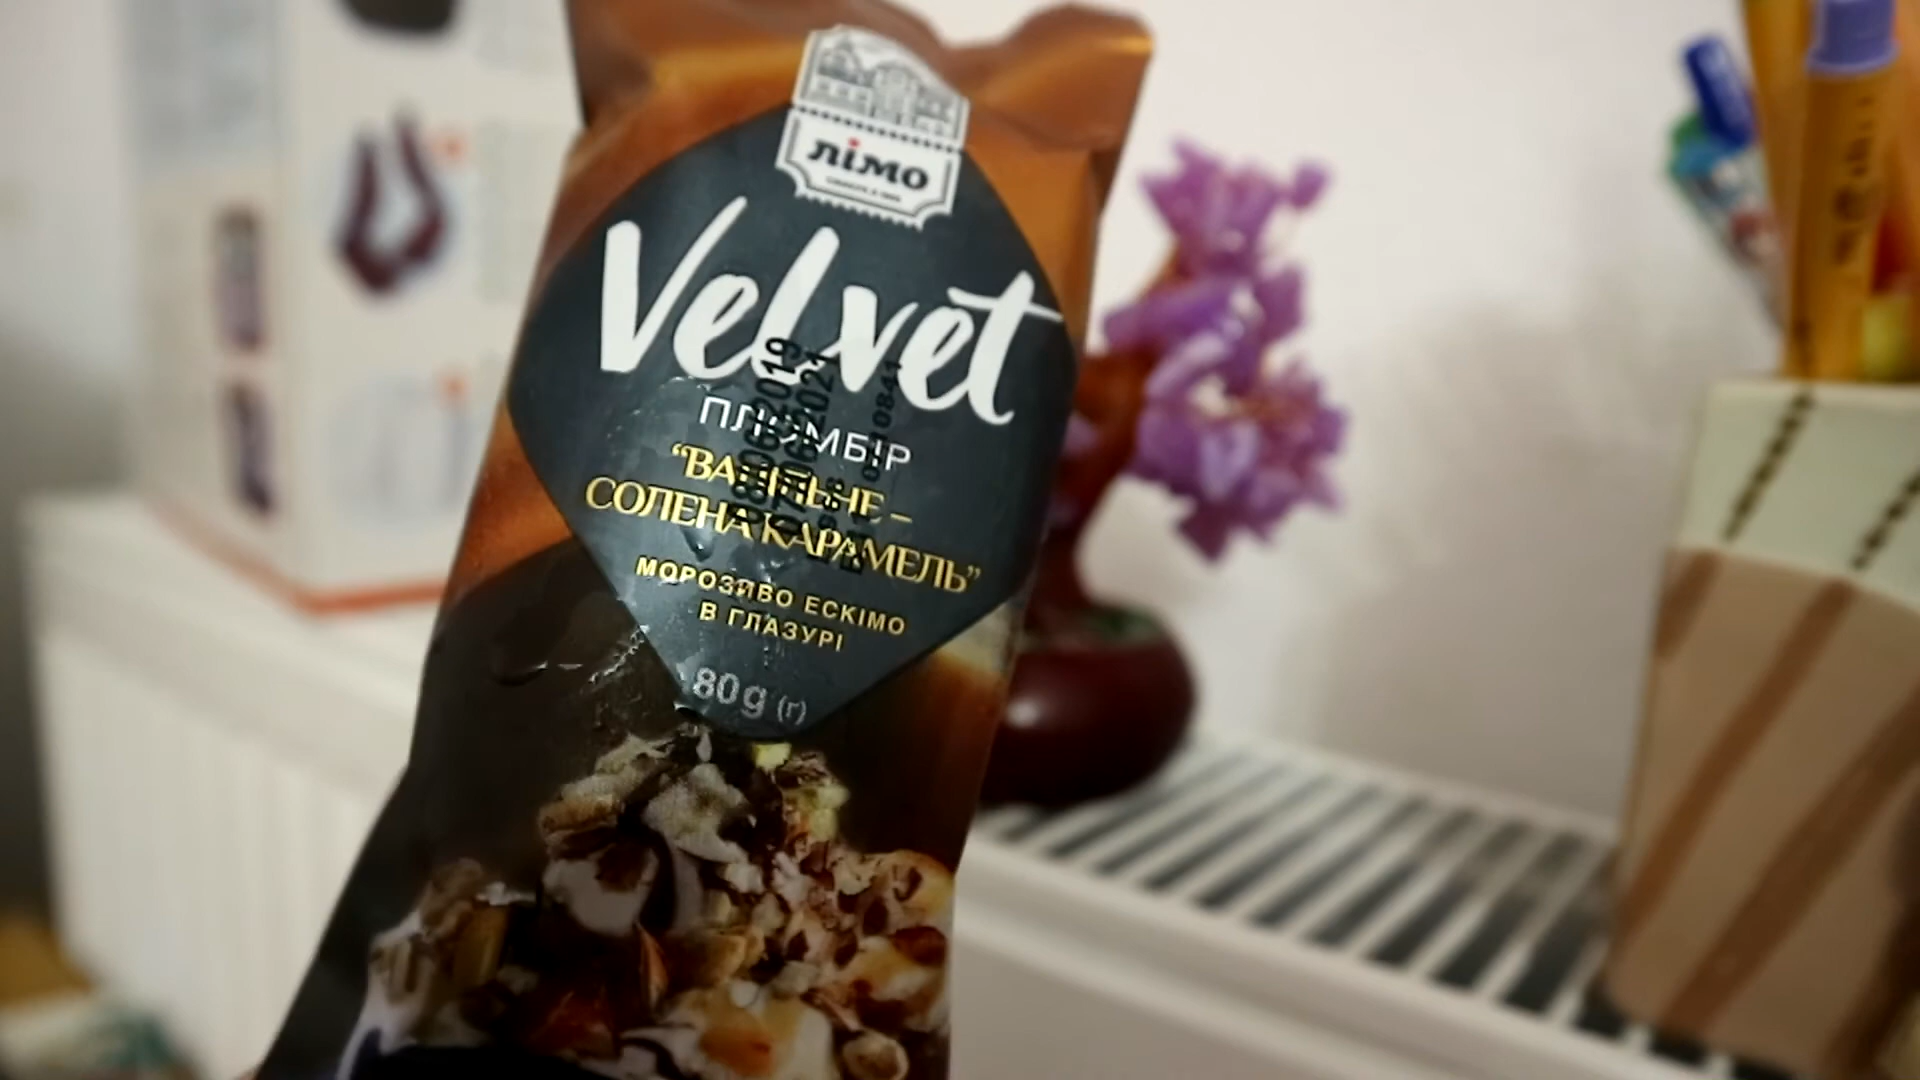 лімо
Velvet
ПЛОМБІР
“ВАНІЛЬНЕ –
СОЛЕНА КАРАМЕЛЬ”
МОРОЗИВО ЕСКІМО
В ГЛАЗУРІ
80g (г)